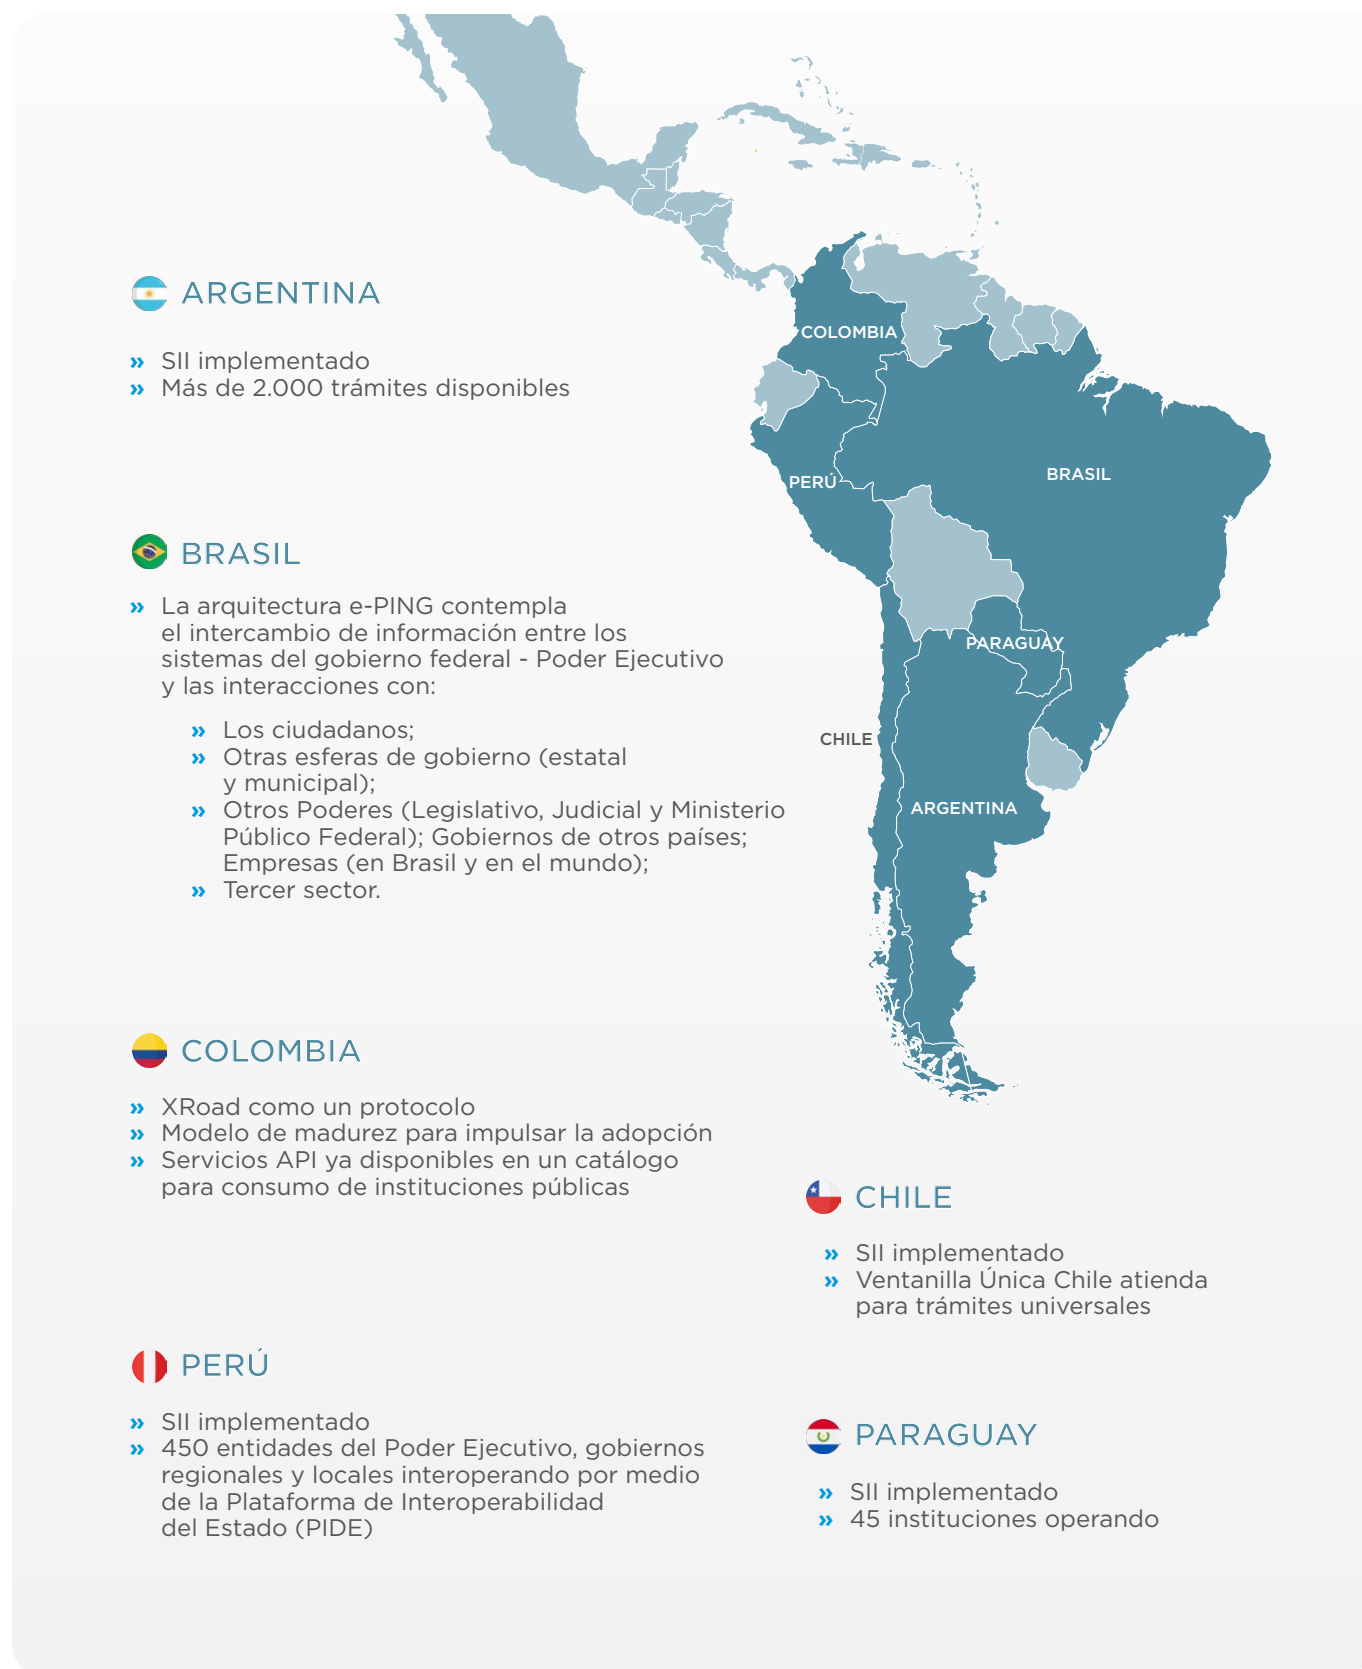 ARGENTINA
» SII implementado
» Más de 2.000 trámites disponibles
BRASIL
» La arquitectura e-PING contempla
el intercambio de información entre los
sistemas del gobierno federal - Poder Ejecutivo
y las interacciones con:
» Los ciudadanos;
» Otras esferas de gobierno (estatal
y municipal);
» Otros Poderes (Legislativo, Judicial y Ministerio
Público Federal); Gobiernos de otros países;
Empresas (en Brasil y en el mundo);
» Tercer sector.
COLOMBIA
» XRoad como un protocolo
» Modelo de madurez para impulsar la adopción
» Servicios API ya disponibles en un catálogo
para consumo de instituciones públicas
PERÚ
» SII implementado
» 450 entidades del Poder Ejecutivo, gobiernos
regionales y locales interoperando por medio
de la Plataforma de Interoperabilidad
del Estado (PIDE)
COLOMBIA
PERÚ
BRASIL
PARAGUAY
CHILE
ARGENTINA
CHILE
» SII implementado
» Ventanilla Única Chile atienda
para trámites universales
PARAGUAY
» SII implementado
» 45 instituciones operando